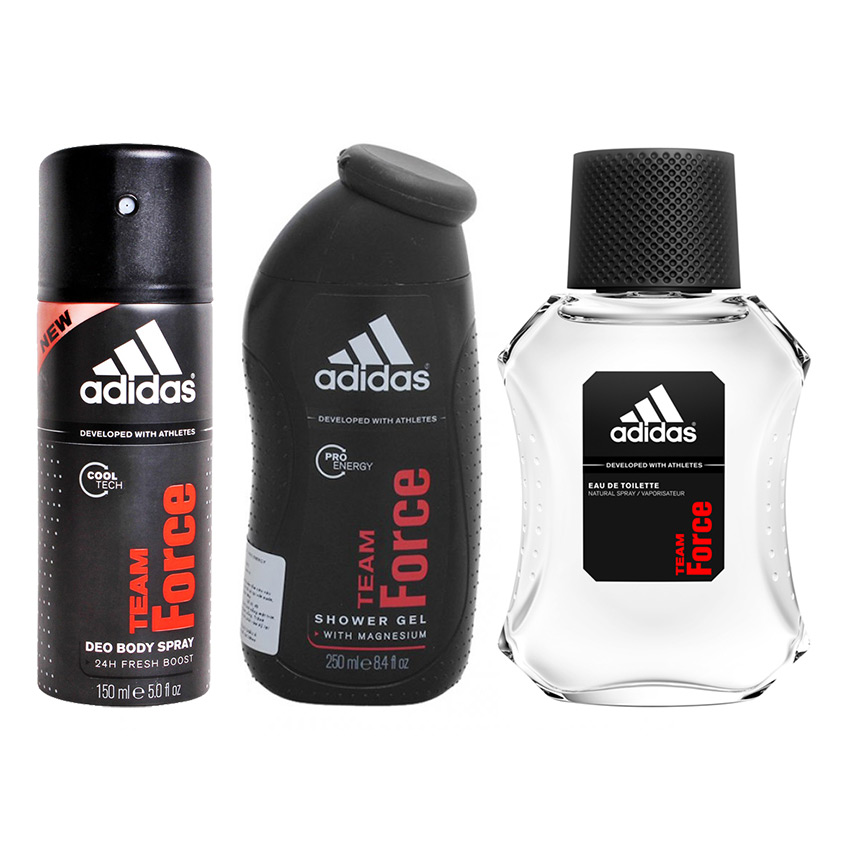 NEW
adidas
DEVELOPED WITH ATHLETES
COOL
TECH
TEAM
Force
DEO BODY SPRAY
24H FRESH BOOST
150 ml e 5.0 fl oz
adidas
DEVELOPED WITH ATHLETES
PRO
ENERGY
TEAM
Force
SHOWER GEL
WITH MAGNESIUM
250 ml e 8.4 fl oz
adidas
DEVELOPED WITH ATHLETES
EAU DE TOILETTE
NATURAL SPRAY / VAPORISATEUR
TEAM
Force